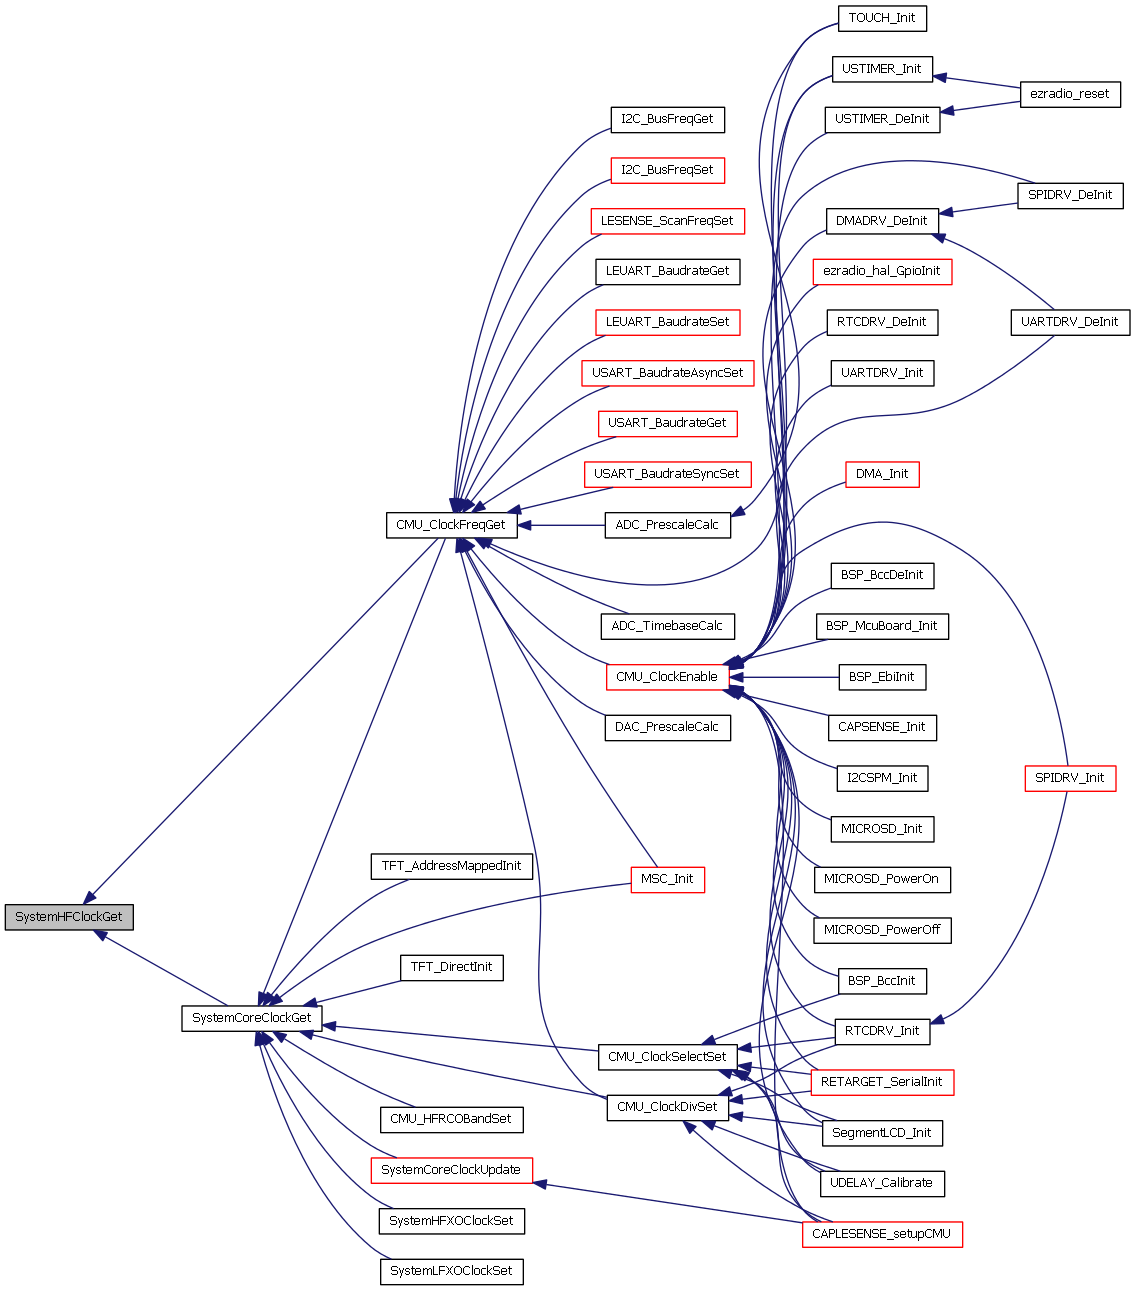 TOUCH_Init
USTIMER_Init
ezradio_reset
I2C_BusFreqGet
USTIMER_DeInit
I2C_BusFreqSet
SPIDRV_DeInit
LESENSE_ScanFreqSet
DMADRV_DeInit
LEUART_BaudrateGet
ezradio_hal_GpioInit
LEUART_BaudrateSet
RTCDRV_DeInit
UARTDRV_DeInit
USART_BaudrateAsyncSet
UARTDRV_Init
USART_BaudrateGet
USART_BaudrateSyncSet
DMA_Init
CMU_ClockFreqGet
ADC_PrescaleCalc
BSP_BccDeInit
ADC_TimebaseCalc
BSP_McuBoard_Init
CMU_ClockEnable
BSP_EbiInit
DAC_PrescaleCalc
CAPSENSE_Init
I2CSPM_Init
SPIDRV_Init
MICROSD_Init
TFT_AddressMappedInit
MSC_Init
MICROSD_PowerOn
SystemHFClockGet
MICROSD_PowerOff
TFT_DirectInit
BSP_BccInit
SystemCoreClockGet
RTCDRV_Init
CMU_ClockSelectSet
RETARGET_SerialInit
CMU_ClockDivSet
CMU_HFRCOBandSet
SegmentLCD_Init
SystemCoreClockUpdate
UDELAY_Calibrate
SystemHFXOClockSet
CAPLESENSE_setupCMU
SystemLFXOClockSet